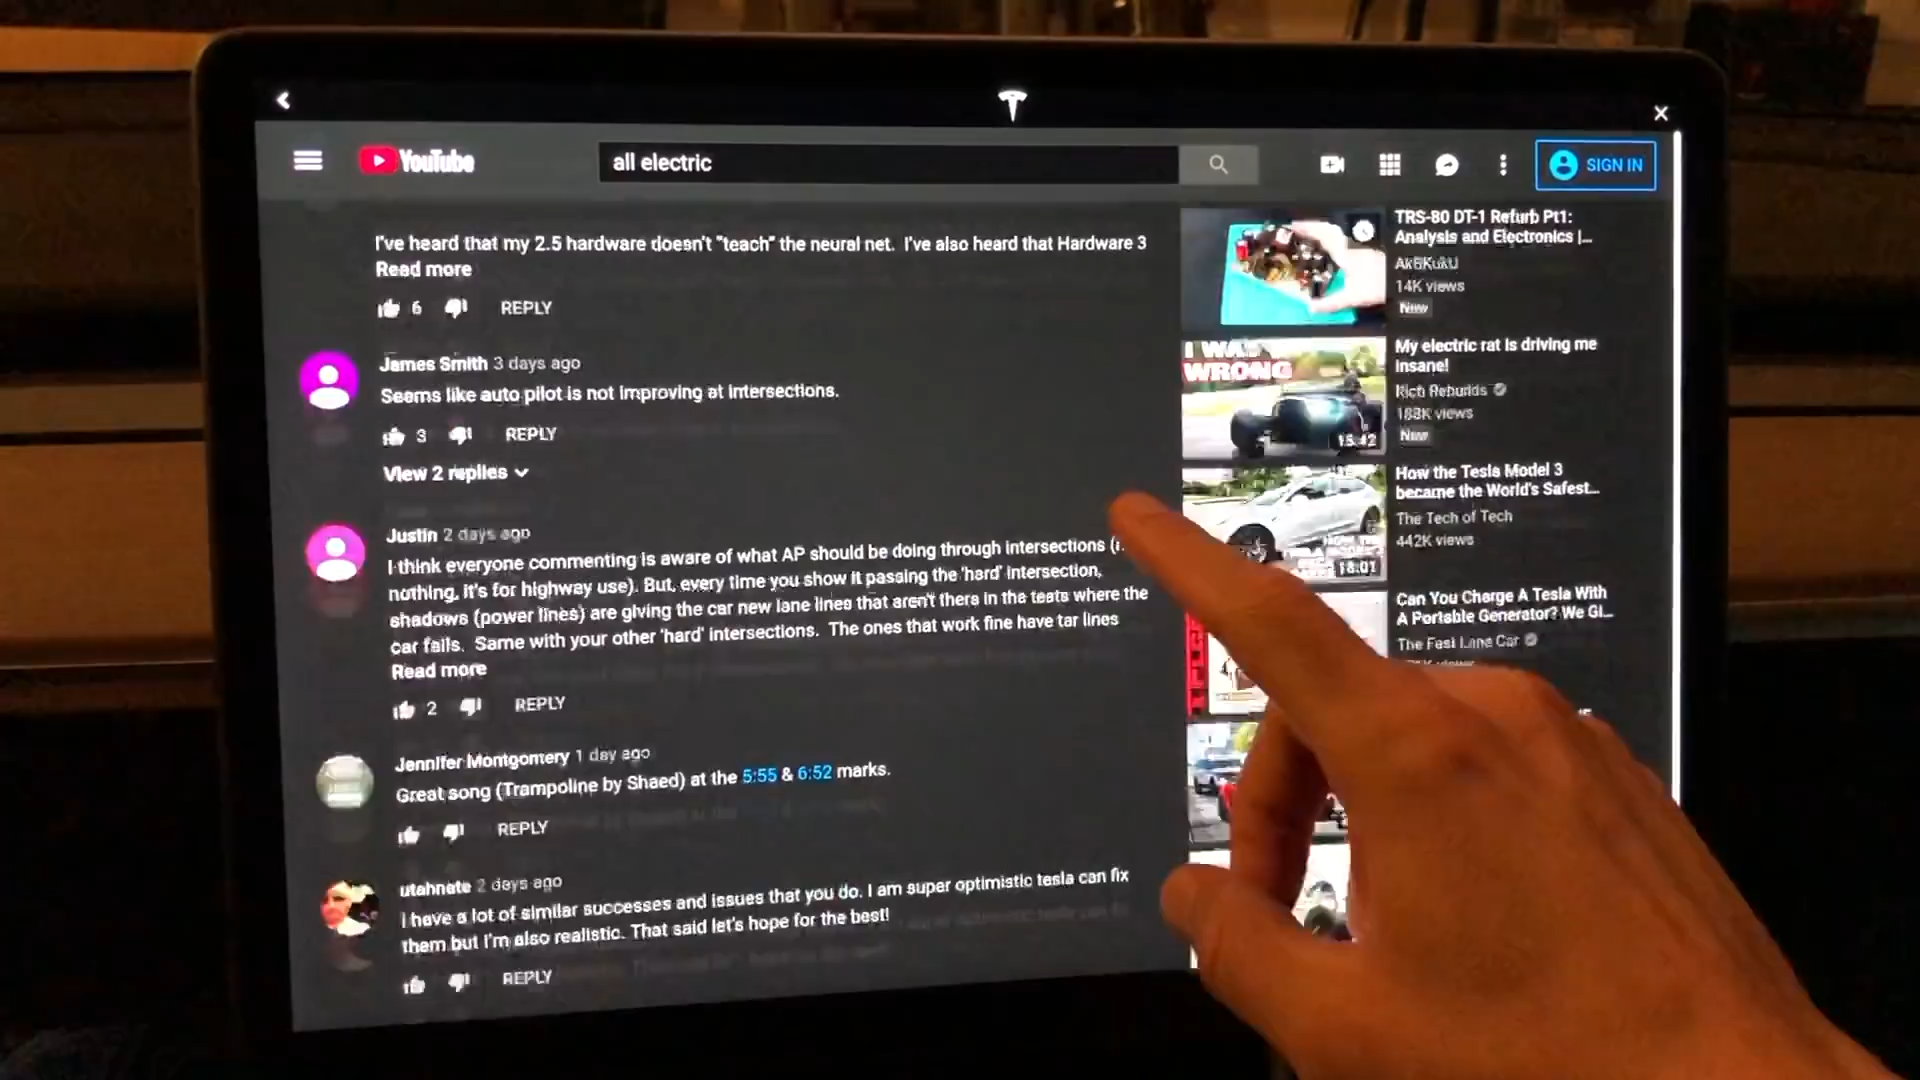 YouTube
all electric
SIGN IN
I've heard that my 2.5 hardware doesn't "teach" the neural net. I've also heard that Hardware 3
Read more
6
REPLY
James Smith 3 days ago
Seems like auto pilot is not improving at intersections.
3
REPLY
View 2 replies
Justin 2 days ago
I think everyone commenting is aware of what AP should be doing through intersections
nothing, it's for highway use). But, every time you show it passing the 'hard' intersection,
shadows (power lines) are giving the car new lane lines that aren't there in the tests where the
car fails. Same with your other 'hard' intersections. The ones that work fine have tar lines
Read more
2
REPLY
Jennifer Montgomery 1 day ago
Great song (Trampoline by Shaed) at the 5:55 & 6:52 marks.
REPLY
utahnate 2 days ago
I have a lot of similar successes and issues that you do. I am super optimistic tesla can fix
them but I'm also realistic. That said let's hope for the best!
REPLY
TRS-80 DT-1 Refurb Pt1:
Analysis and Electronics |...
AkBKukU
14K views
New
I WAS
WRONG
15:42
My electric rat is driving me
insane!
Rich Rebuilds
188K views
New
18:01
How the Tesla Model 3
became the World's Safest...
The Tech of Tech
442K views
Can You Charge A Tesla With
A Portable Generator? We Gi...
The Fast Lane Car